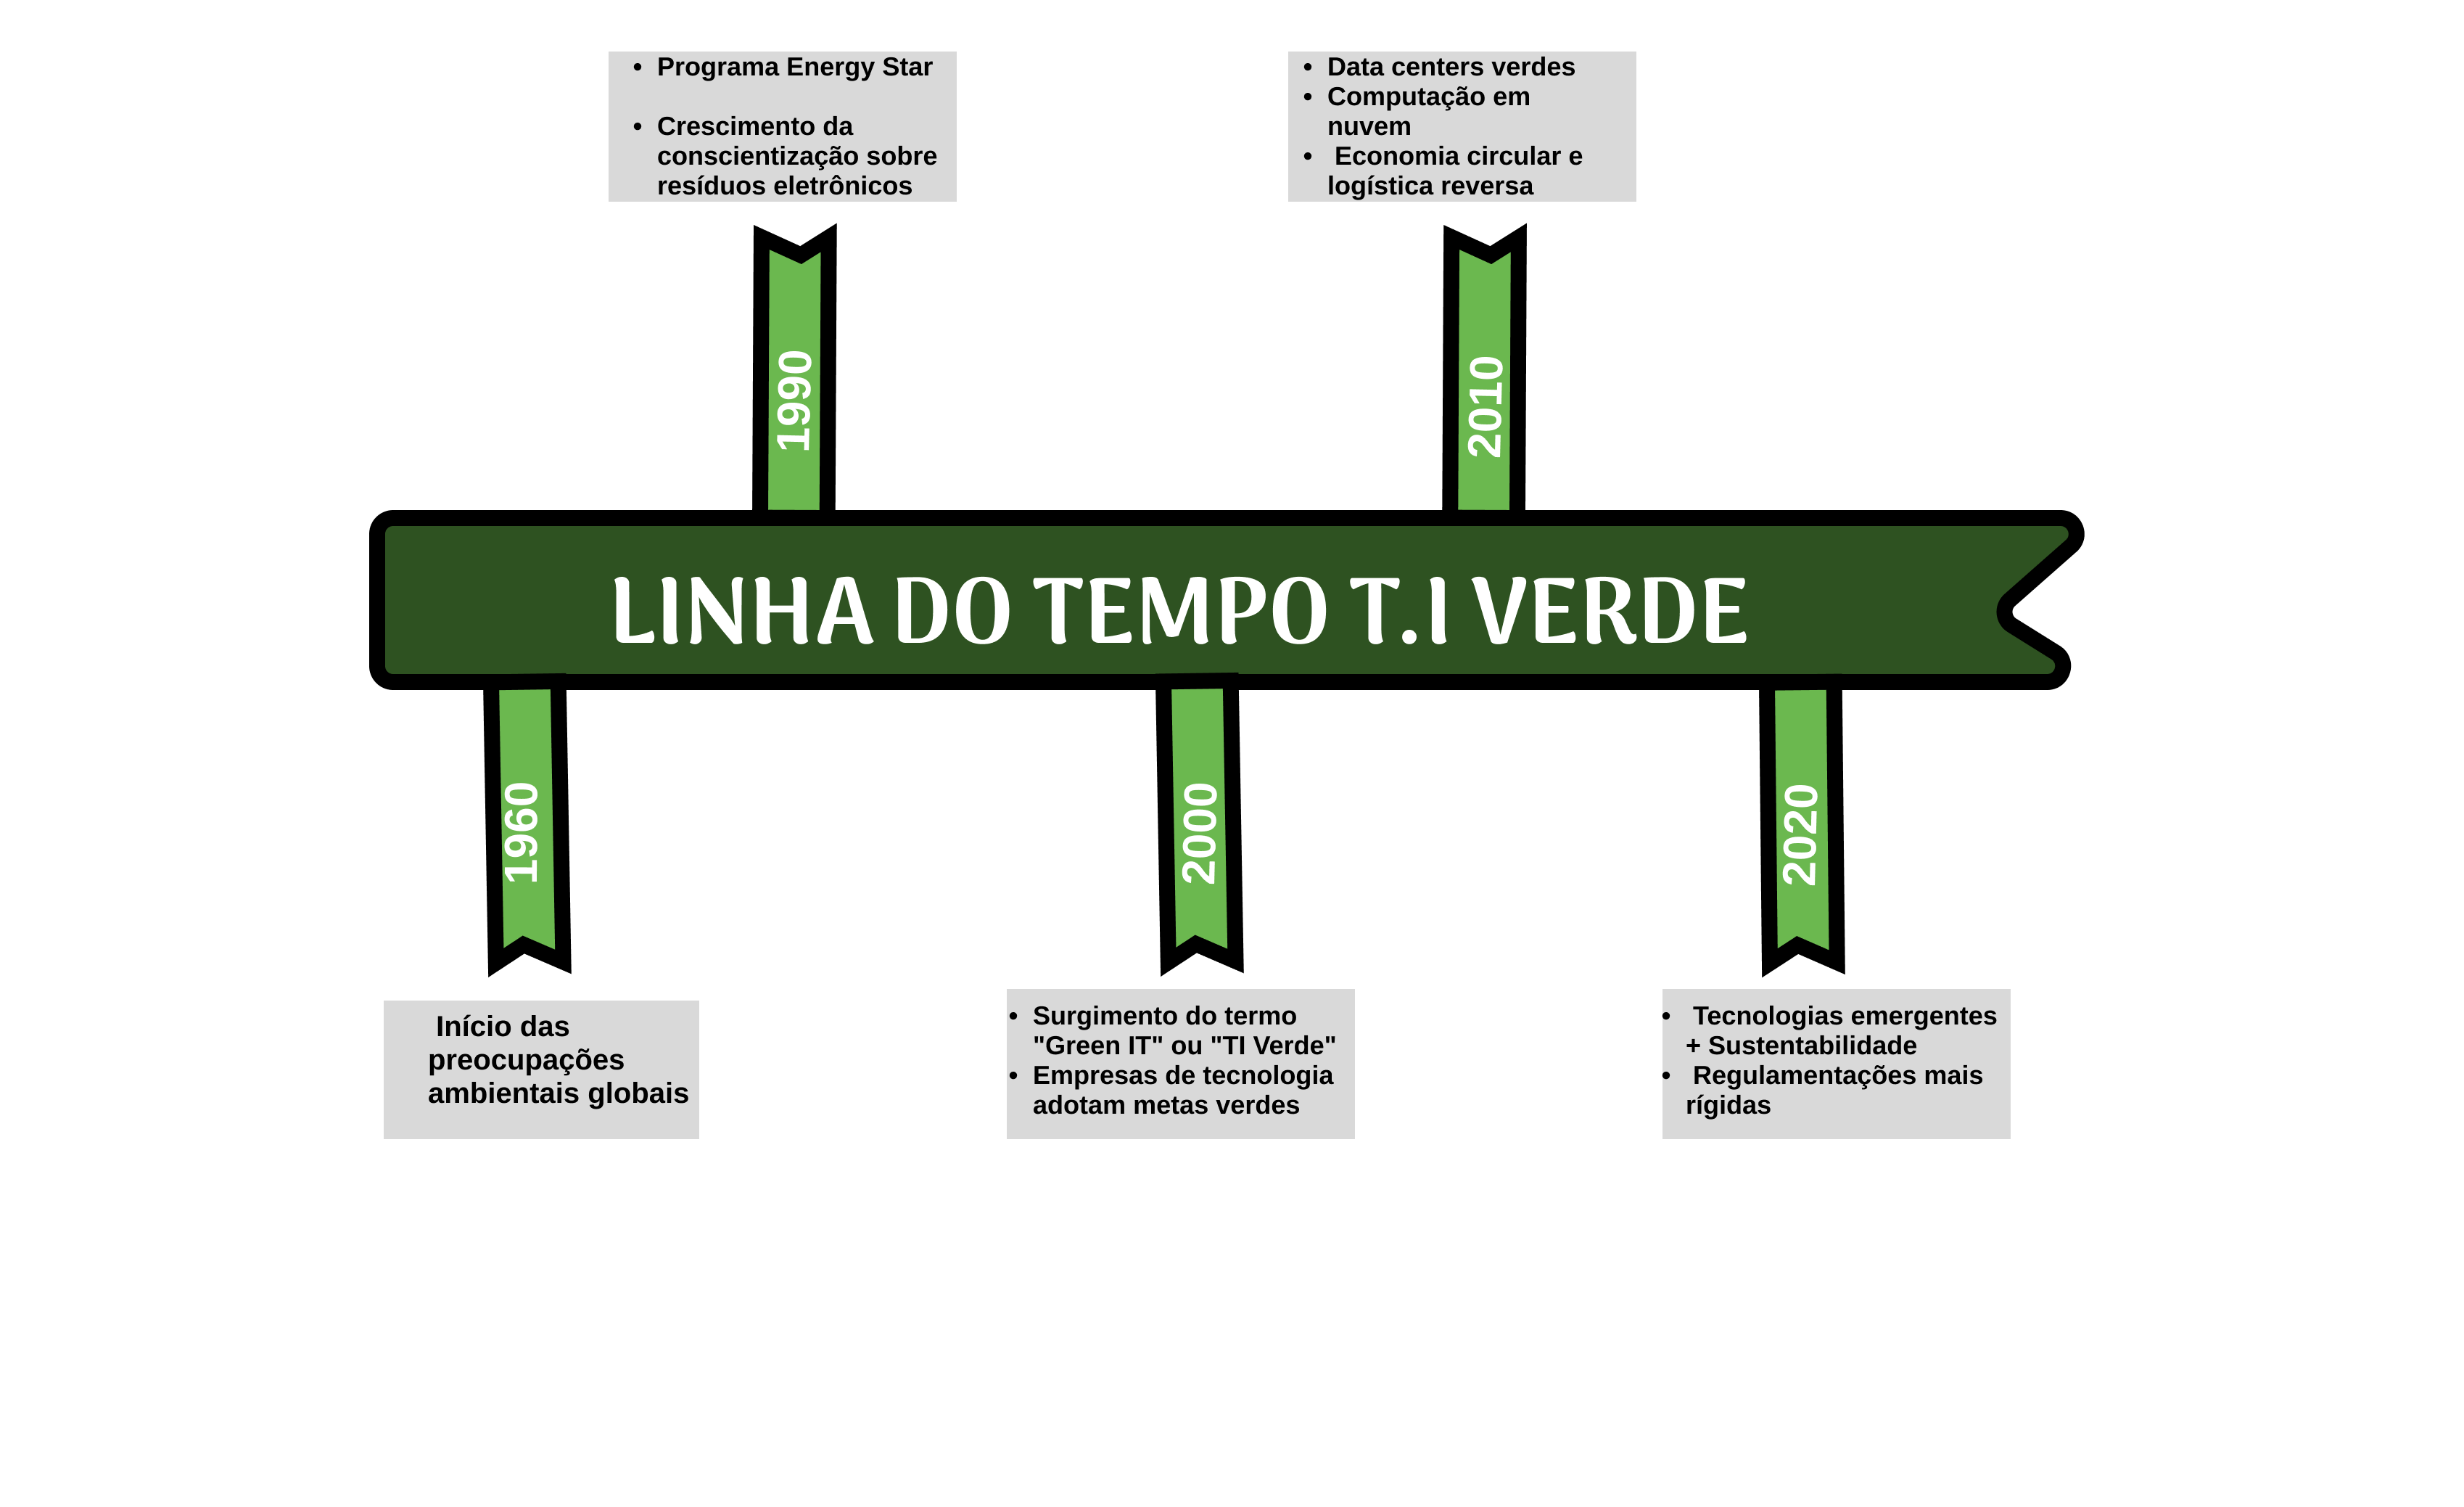 • Programa Energy Star
• Crescimento da
conscientização sobre
resíduos eletrônicos
• Data centers verdes
• Computação em
nuvem
• Economia circular e
logística reversa
1990
2010
LINHA DO TEMPO T.I VERDE
1960
2000
2020
Início das
preocupações
ambientais globais
• Surgimento do termo
"Green IT" ou "TI Verde"
• Empresas de tecnologia
adotam metas verdes
• Tecnologias emergentes
+ Sustentabilidade
• Regulamentações mais
rígidas